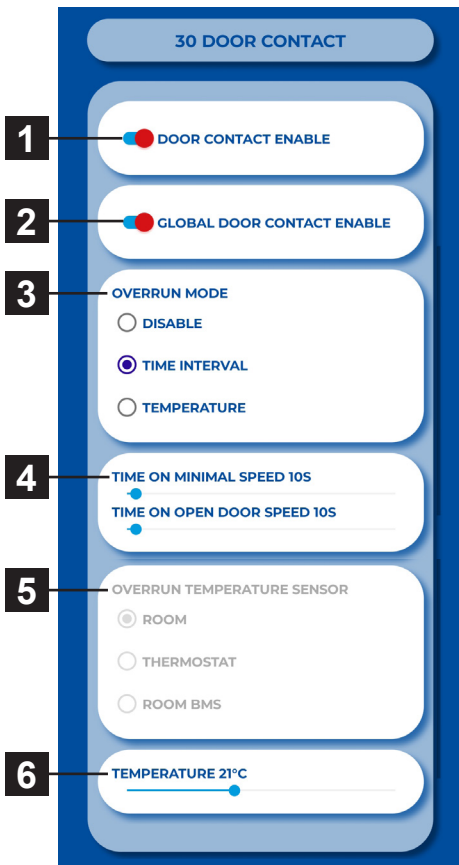 30 DOOR CONTACT
1
DOOR CONTACT ENABLE
2
GLOBAL DOOR CONTACT ENABLE
3
OVERRUN MODE
DISABLE
TIME INTERVAL
TEMPERATURE
4
TIME ON MINIMAL SPEED 10S
TIME ON OPEN DOOR SPEED 10S
5
OVERRUN TEMPERATURE SENSOR
ROOM
THERMOSTAT
ROOM BMS
6
TEMPERATURE 21°C